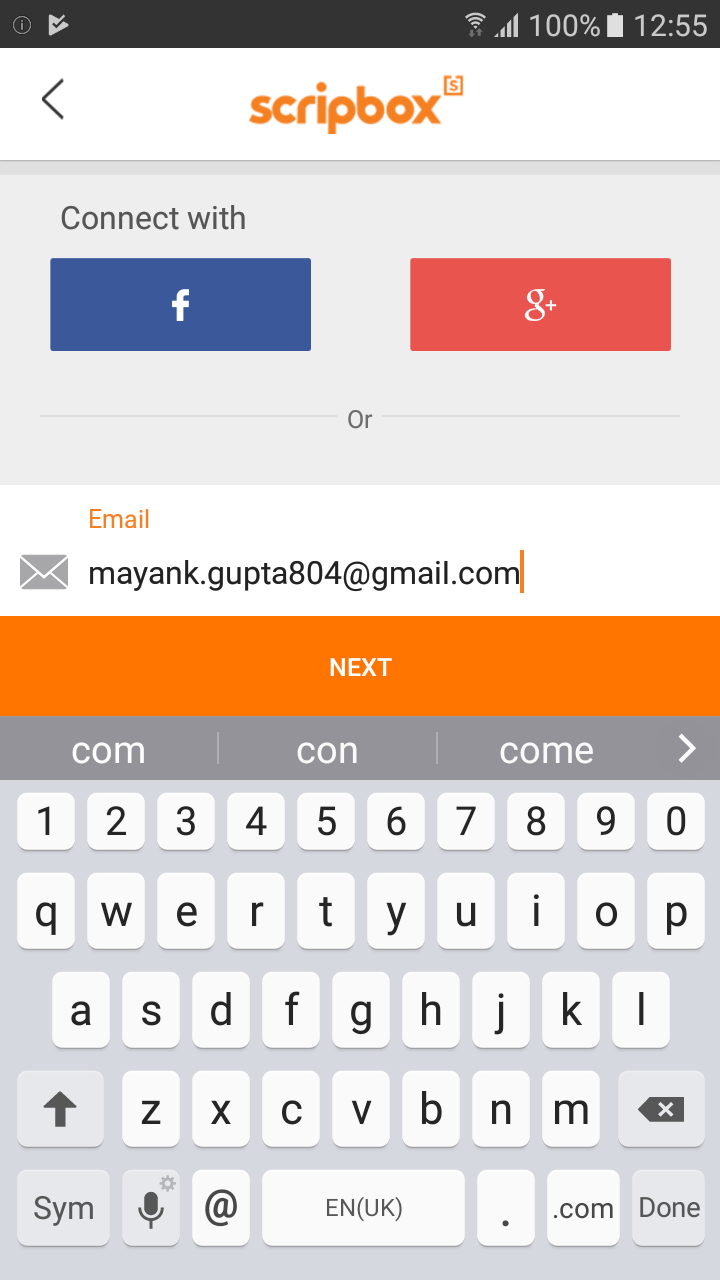 100% 12:55
scripbox [s]
Connect with
f g+
Or
Email
mayank.gupta804@gmail.com
NEXT
com con come
1 2 3 4 5 6 7 8 9 0
q w e r t y u i o p
a s d f g h j k l
z x c v b n m
Sym @ EN(UK) . .com Done